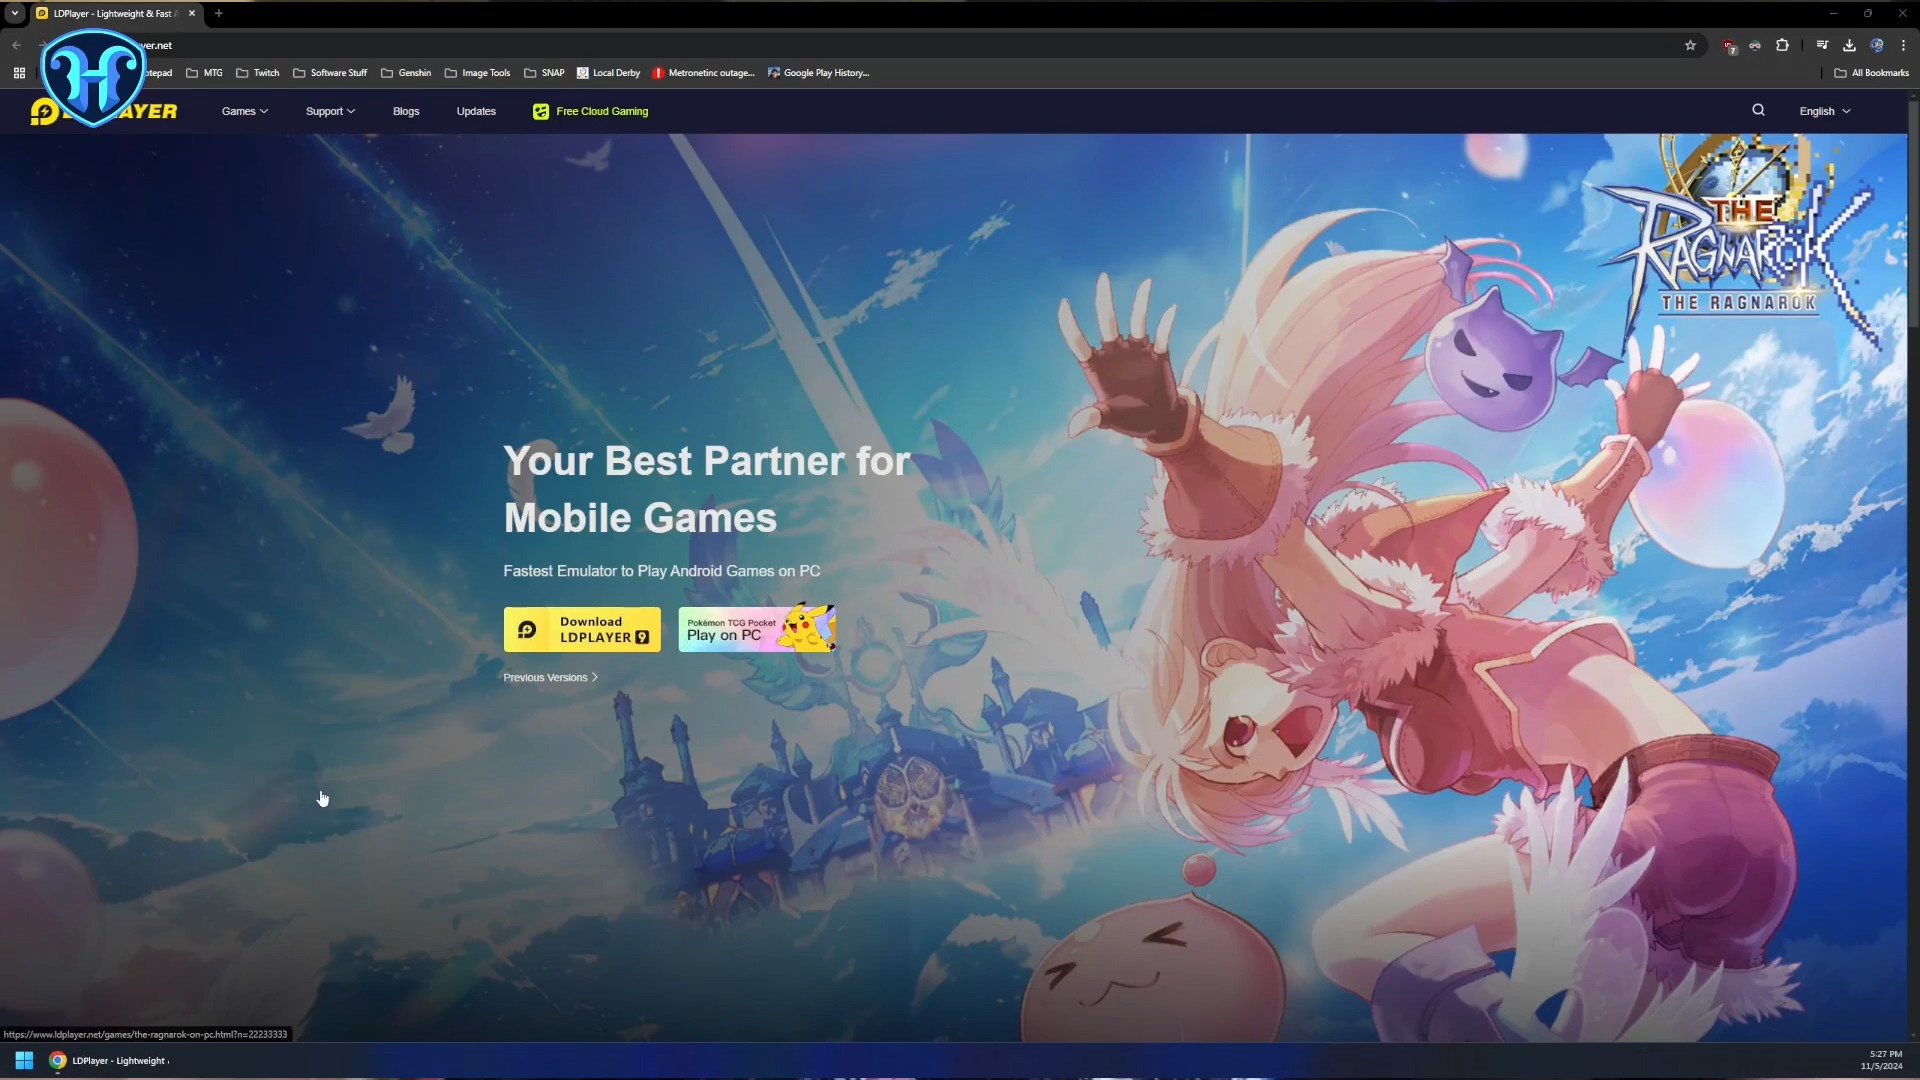 LDPlayer - Lightweight & Fast
ver.net
7
otepad
MTG
Twitch
Software Stuff
Genshin
Image Tools
SNAP
Local Derby
Metronetinc outage...
Google Play History...
All Bookmarks
H
AYER
Games
Support
Blogs
Updates
Free Cloud Gaming
English
THE
RAGNAROK
THE RAGNAROK
Your Best Partner for
Mobile Games
Fastest Emulator to Play Android Games on PC
Download
LDPLAYER 9
Pokémon TCG Pocket
Play on PC
Previous Versions >
https://www.ldplayer.net/games/the-ragnarok-on-pc.html?n=22233333
LDPlayer - Lightweight
5:27 PM
11/5/2024